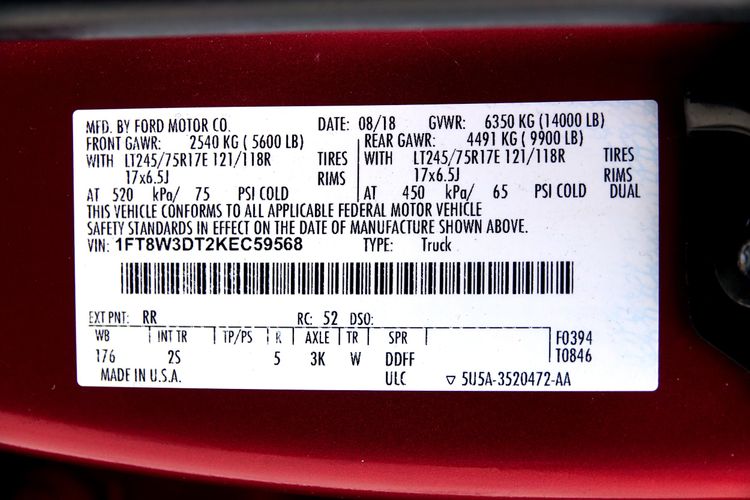 MFD. BY FORD MOTOR CO. DATE: 08/18 GVWR: 6350 KG (14000 LB)
FRONT GAWR: 2540 KG ( 5600 LB) REAR GAWR: 4491 KG ( 9900 LB)
WITH LT245/75R17E 121/118R TIRES WITH LT245/75R17E 121/118R TIRES
17x6.5J RIMS 17x6.5J RIMS
AT 520 kPa/ 75 PSI COLD AT 450 kPa/ 65 PSI COLD DUAL
THIS VEHICLE CONFORMS TO ALL APPLICABLE FEDERAL MOTOR VEHICLE
SAFETY STANDARDS IN EFFECT ON THE DATE OF MANUFACTURE SHOWN ABOVE.
VIN: 1FT8W3DT2KEC59568 TYPE: Truck
EXT PNT: RR RC: 52 DSO:
WB INT TR TP/PS R AXLE TR SPR F0394
176 2S 5 3K W DDFF T0846
MADE IN U.S.A. ULC ▽ 5U5A-3520472-AA